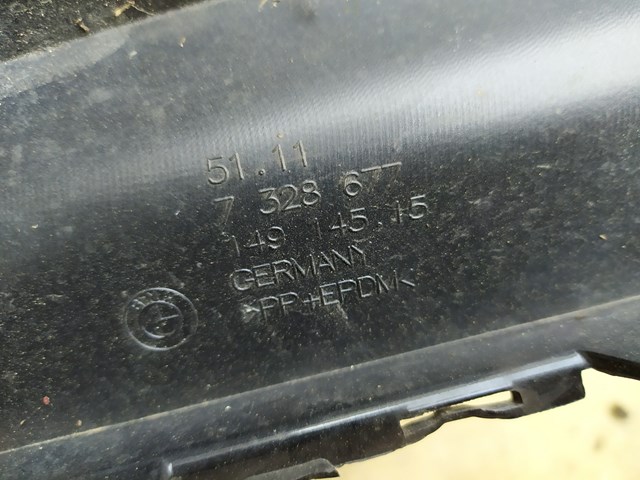 51.11
7 328 677
149 145.15
GERMANY
>PP+EPDM<